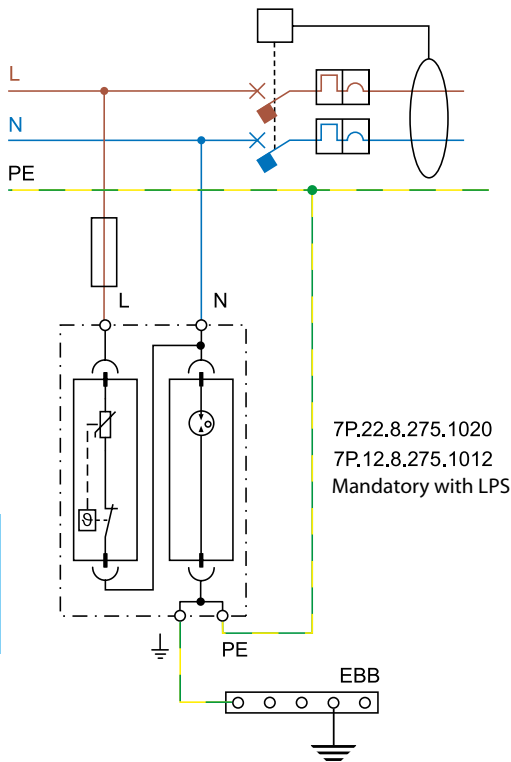 L
N
PE
L N
7P.22.8.275.1020
7P.12.8.275.1012
Mandatory with LPS
ϑ
PE
EBB